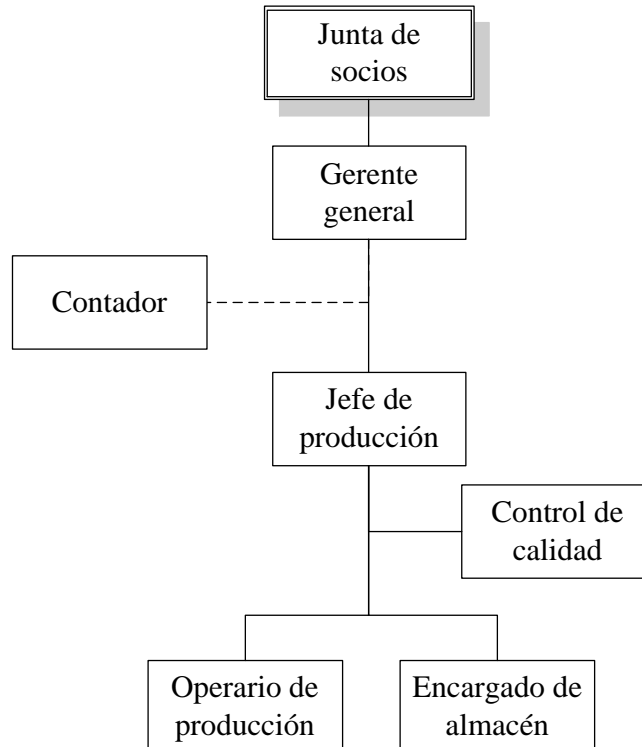 Junta de
socios
Gerente
general
Contador
Jefe de
producción
Control de
calidad
Operario de
producción
Encargado de
almacén